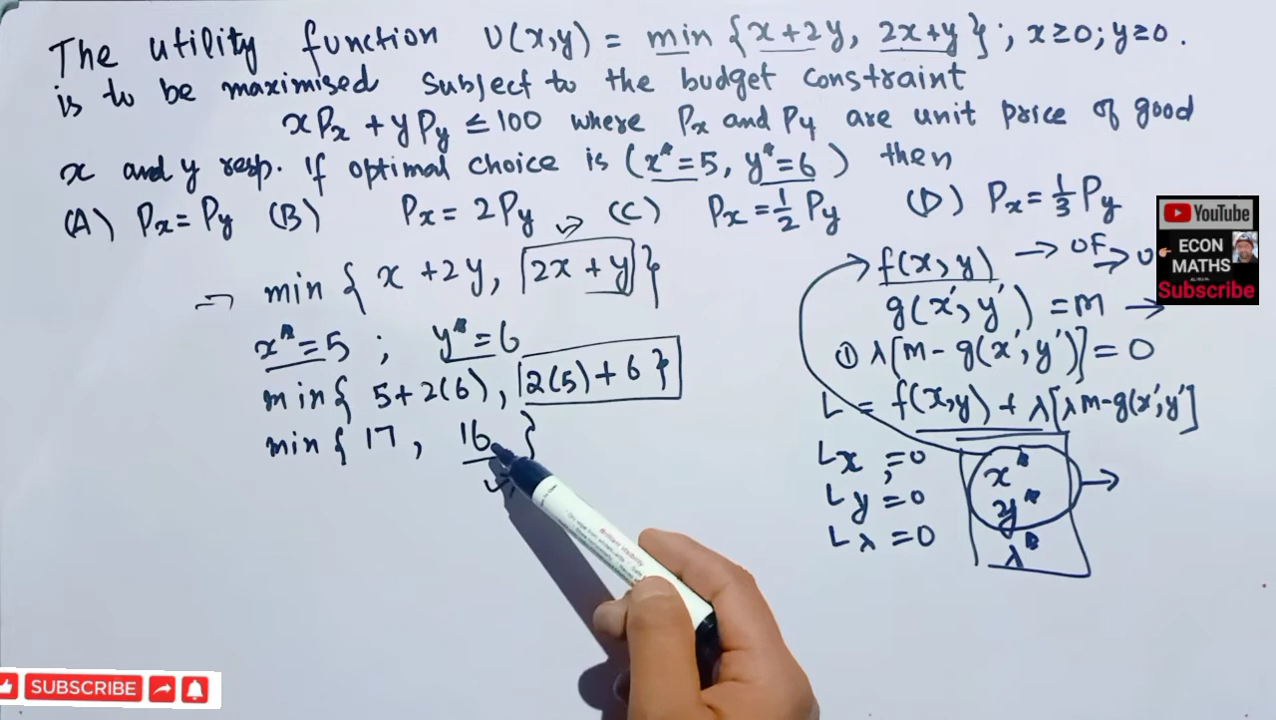 The utility function U(x,y) = min {x+2y, 2x+y} ; x≥0; y≥0.
is to be maximised subject to the budget constraint
xPx + yPy ≤ 100 where Px and Py are unit price of good
x and y resp. If optimal choice is (x*=5, y*=6) then
(A) Px = Py (B) Px = 2Py (C) Px = 1/2 Py (D) Px = 1/3 Py
min { x + 2y, 2x + y }
x* = 5 ; y* = 6
min { 5+2(6), 2(5)+6 }
min { 17, 16 }
f(x,y) → OF → U
g(x', y') = m →
① λ[m - g(x', y')] = 0
L = f(x,y) + λ[λm-g(x',y']
Lx = 0
;
Ly = 0
Lλ = 0
x* →
y*
λ*
YouTube
ECON
MATHS
Subscribe
SUBSCRIBE